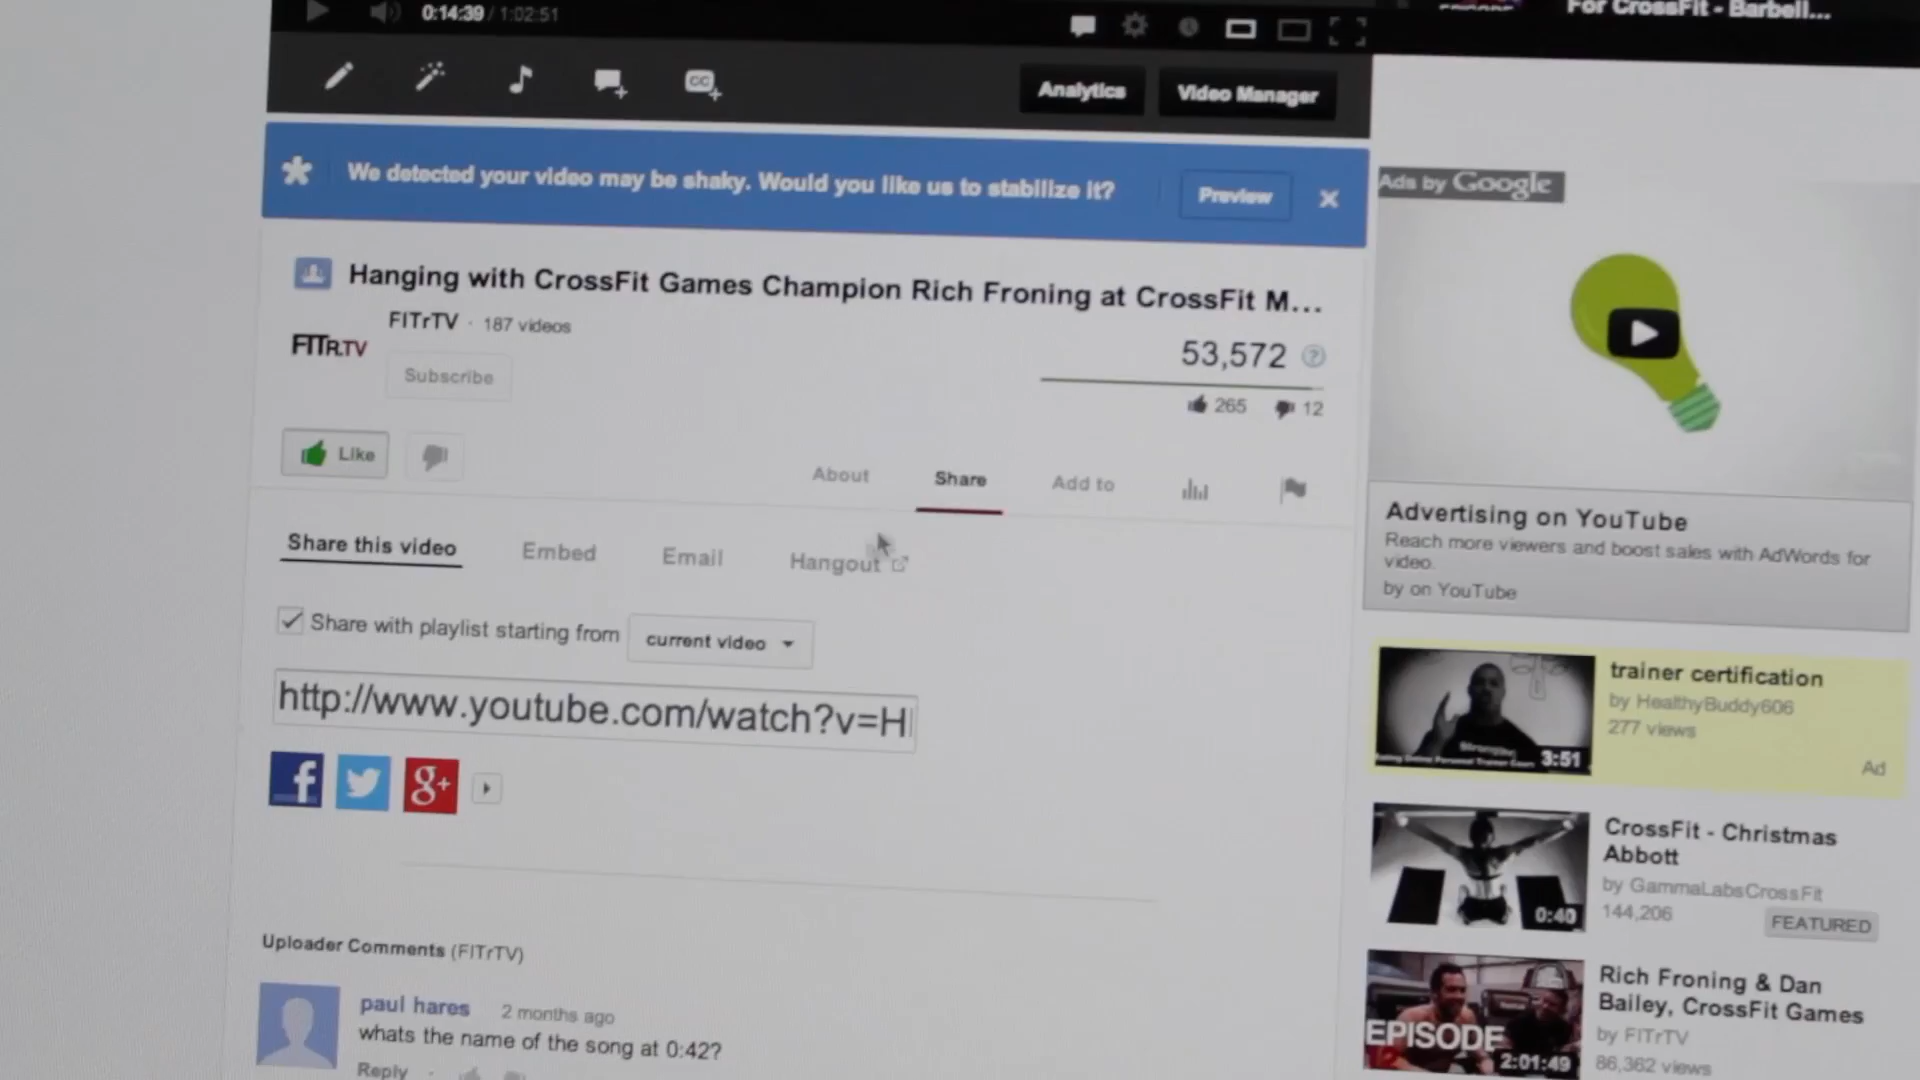 0:14:39 / 1:02:51
For CrossFit - Barbell...
CC
Analytics
Video Manager
We detected your video may be shaky. Would you like us to stabilize it?
Preview
Ads by Google
Hanging with CrossFit Games Champion Rich Froning at CrossFit M...
FITrTV · 187 videos
FITR.TV
Subscribe
53,572
265
12
Like
About
Share
Add to
Share this video
Embed
Email
Hangout
Share with playlist starting from
current video
http://www.youtube.com/watch?v=H
f
g+
Uploader Comments (FITrTV)
paul hares
2 months ago
whats the name of the song at 0:42?
Reply
Advertising on YouTube
Reach more viewers and boost sales with AdWords for
video.
by on YouTube
3:51
trainer certification
by HealthyBuddy606
277 views
Ad
0:40
CrossFit - Christmas
Abbott
by GammaLabsCrossFit
144,206
FEATURED
EPISODE
2:01:49
Rich Froning & Dan
Bailey, CrossFit Games
by FITrTV
86,362 views